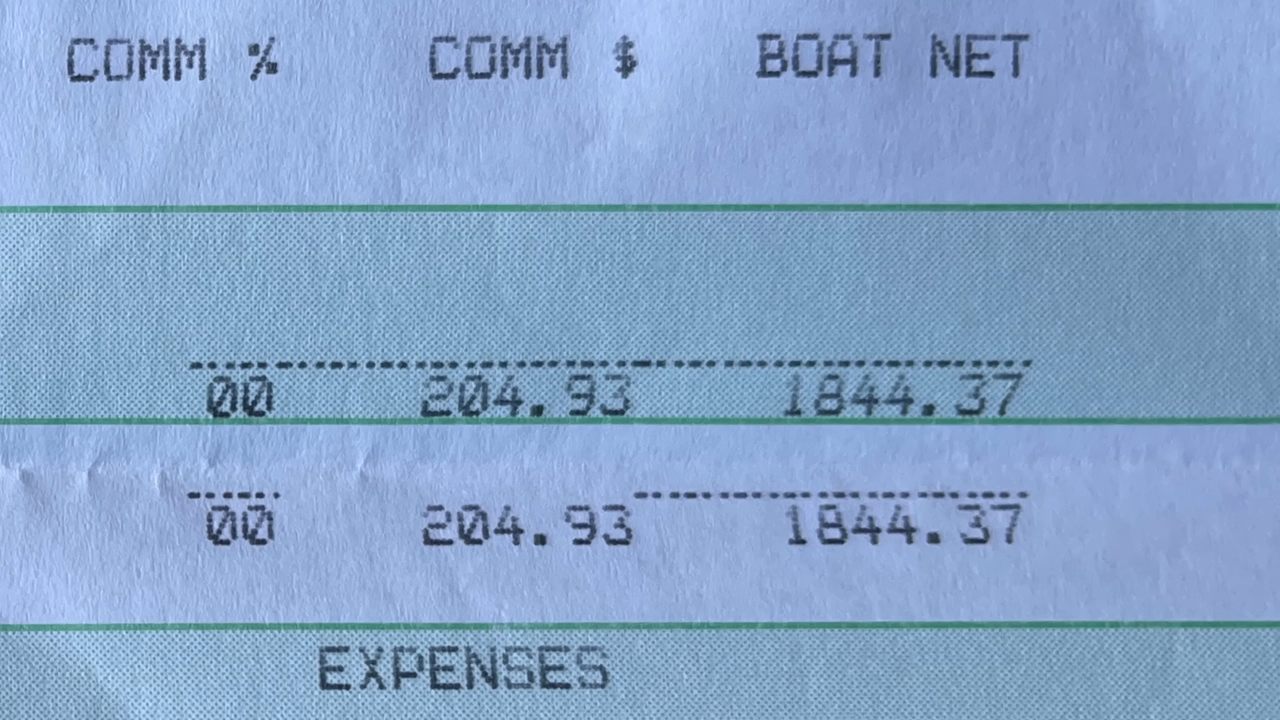 COMM % COMM $ BOAT NET
00 204.93 1844.37
00 204.93 1844.37
EXPENSES